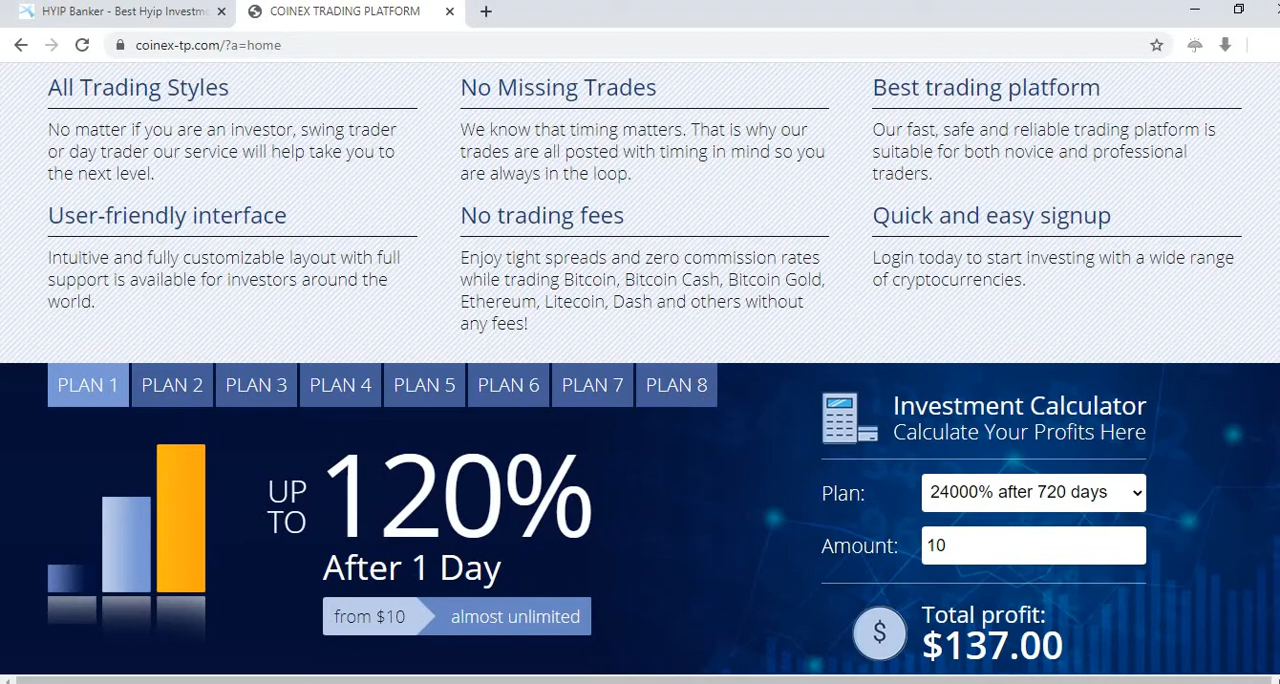 HYIP Banker - Best Hyip Investm
COINEX TRADING PLATFORM
coinex-tp.com/?a=home
All Trading Styles
No matter if you are an investor, swing trader
or day trader our service will help take you to
the next level.
No Missing Trades
We know that timing matters. That is why our
trades are all posted with timing in mind so you
are always in the loop.
Best trading platform
Our fast, safe and reliable trading platform is
suitable for both novice and professional
traders.
User-friendly interface
Intuitive and fully customizable layout with full
support is available for investors around the
world.
No trading fees
Enjoy tight spreads and zero commission rates
while trading Bitcoin, Bitcoin Cash, Bitcoin Gold,
Ethereum, Litecoin, Dash and others without
any fees!
Quick and easy signup
Login today to start investing with a wide range
of cryptocurrencies.
PLAN 1 PLAN 2 PLAN 3 PLAN 4 PLAN 5 PLAN 6 PLAN 7 PLAN 8
UP
TO
120%
After 1 Day
from $10 almost unlimited
Investment Calculator
Calculate Your Profits Here
Plan: 24000% after 720 days
Amount: 10
$
Total profit:
$137.00